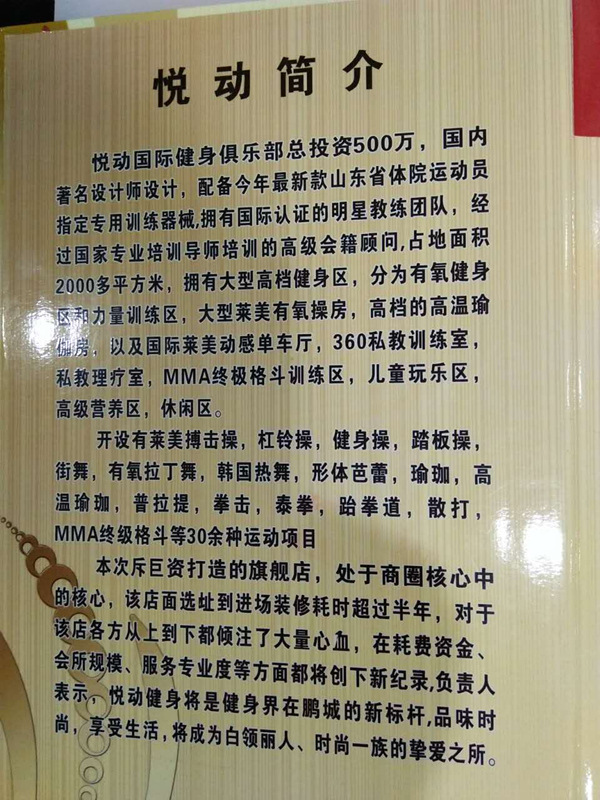 悦动简介
悦动国际健身俱乐部总投资500万，国内
著名设计师设计，配备今年最新款山东省体院运动员
指定专用训练器械,拥有国际认证的明星教练团队，经
过国家专业培训导师培训的高级会籍顾问,占地面积
2000多平方米，拥有大型高档健身区，分为有氧健身
区和力量训练区，大型莱美有氧操房，高档的高温瑜
伽房，以及国际莱美动感单车厅，360私教训练室，
私教理疗室，MMA终极格斗训练区，儿童玩乐区，
高级营养区，休闲区。
开设有莱美搏击操，杠铃操，健身操，踏板操，
街舞，有氧拉丁舞，韩国热舞，形体芭蕾，瑜珈，高
温瑜珈，普拉提，拳击，泰拳，跆拳道，散打，
MMA终级格斗等30余种运动项目
本次斥巨资打造的旗舰店，处于商圈核心中
的核心，该店面选址到进场装修耗时超过半年，对于
该店各方从上到下都倾注了大量心血，在耗费资金、
会所规模、服务专业度等方面都将创下新纪录,负责人
表示，悦动健身将是健身界在鹏城的新标杆,品味时
尚，享受生活，将成为白领丽人、时尚一族的挚爱之所。